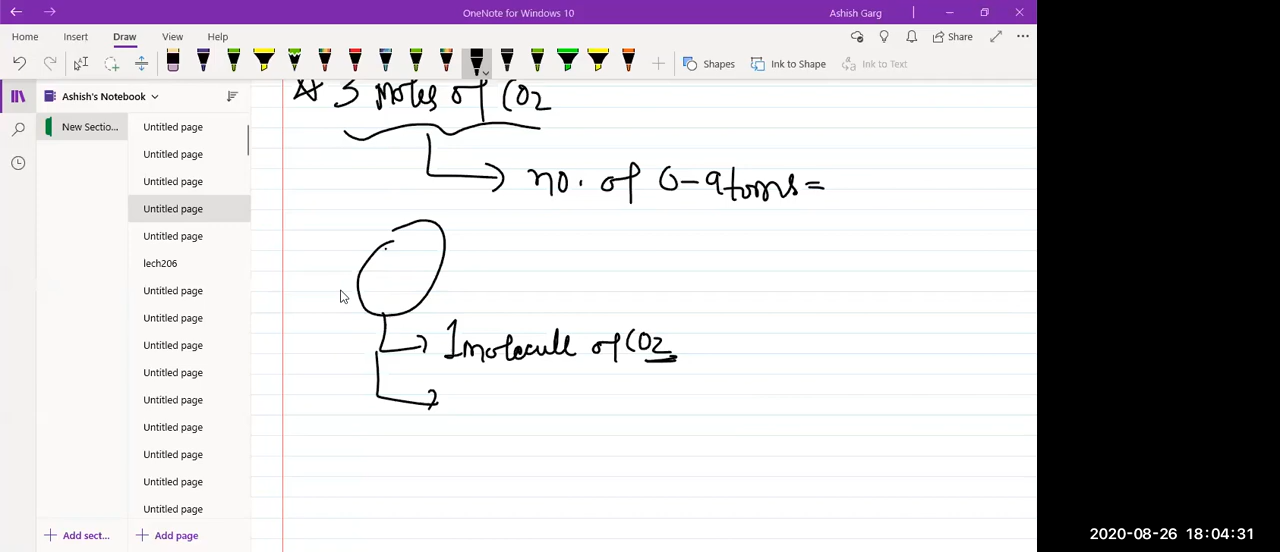 OneNote for Windows 10
Ashish Garg
Home Insert Draw View Help
Share
Shapes Ink to Shape Ink to Text
Ashish's Notebook
New Sectio...
Untitled page
Untitled page
Untitled page
Untitled page
Untitled page
lech206
Untitled page
Untitled page
Untitled page
Untitled page
Untitled page
Untitled page
Untitled page
Untitled page
Untitled page
Add sect...
Add page
3 moles of CO2
no. of O-atoms=
1 molecule of CO2
2020-08-26 18:04:31